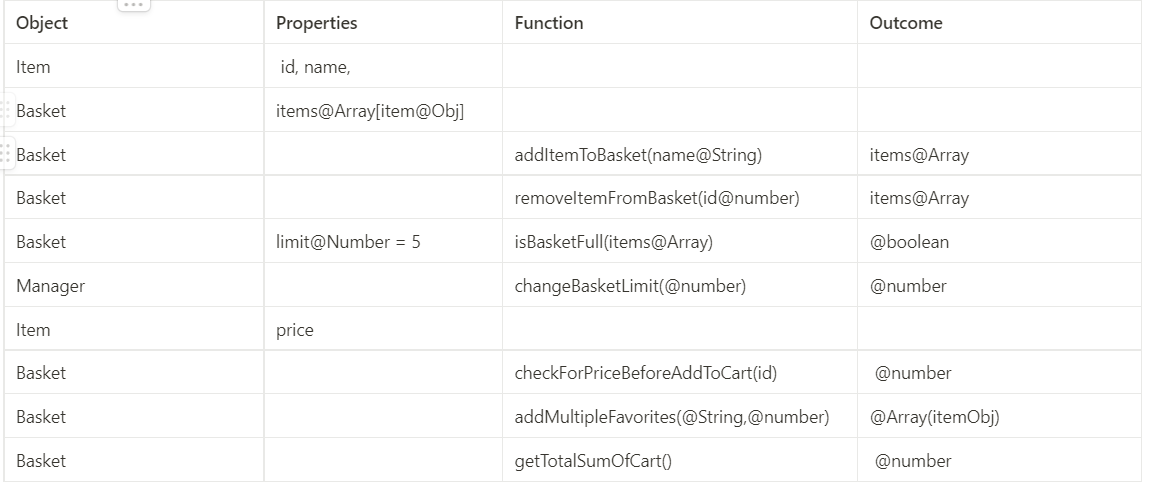 Object Properties Function Outcome
Item id, name,
Basket items@Array[item@Obj]
Basket addItemToBasket(name@String) items@Array
Basket removeItemFromBasket(id@number) items@Array
Basket limit@Number = 5 isBasketFull(items@Array) @boolean
Manager changeBasketLimit(@number) @number
Item price
Basket checkForPriceBeforeAddToCart(id) @number
Basket addMultipleFavorites(@String,@number) @Array(itemObj)
Basket getTotalSumOfCart() @number